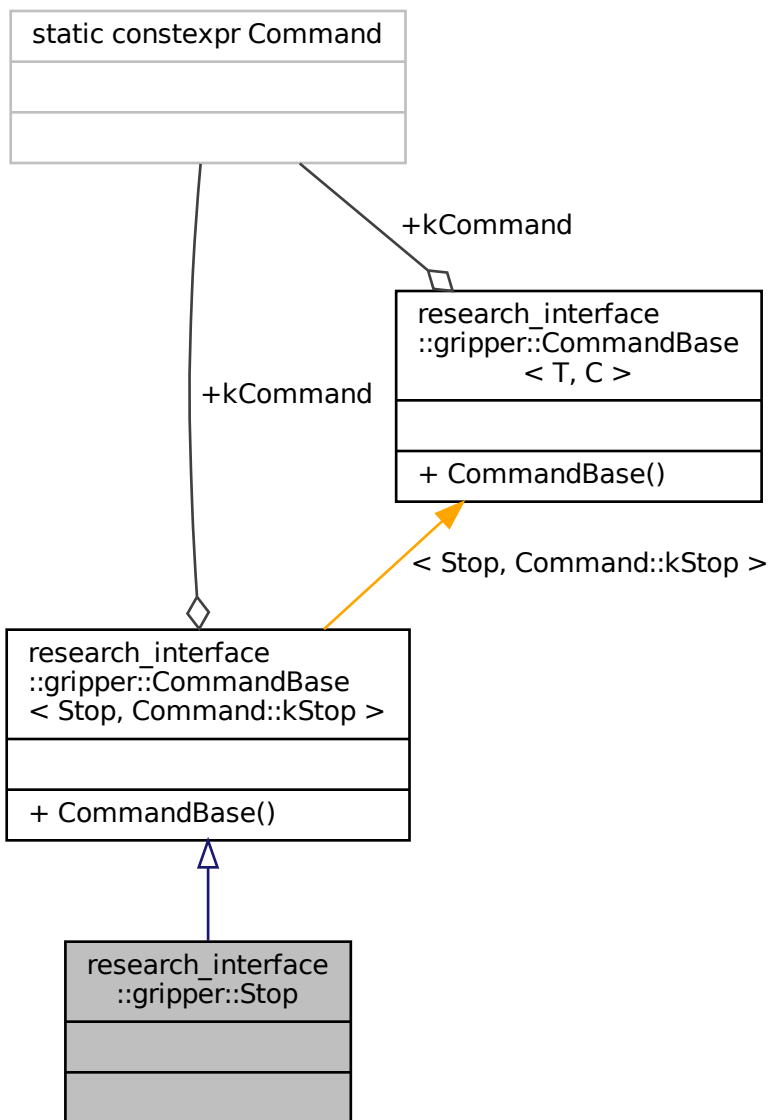 static constexpr Command
+kCommand
research_interface
::gripper::CommandBase
< T, C >
+ CommandBase()
+kCommand
< Stop, Command::kStop >
research_interface
::gripper::CommandBase
< Stop, Command::kStop >
+ CommandBase()
research_interface
::gripper::Stop